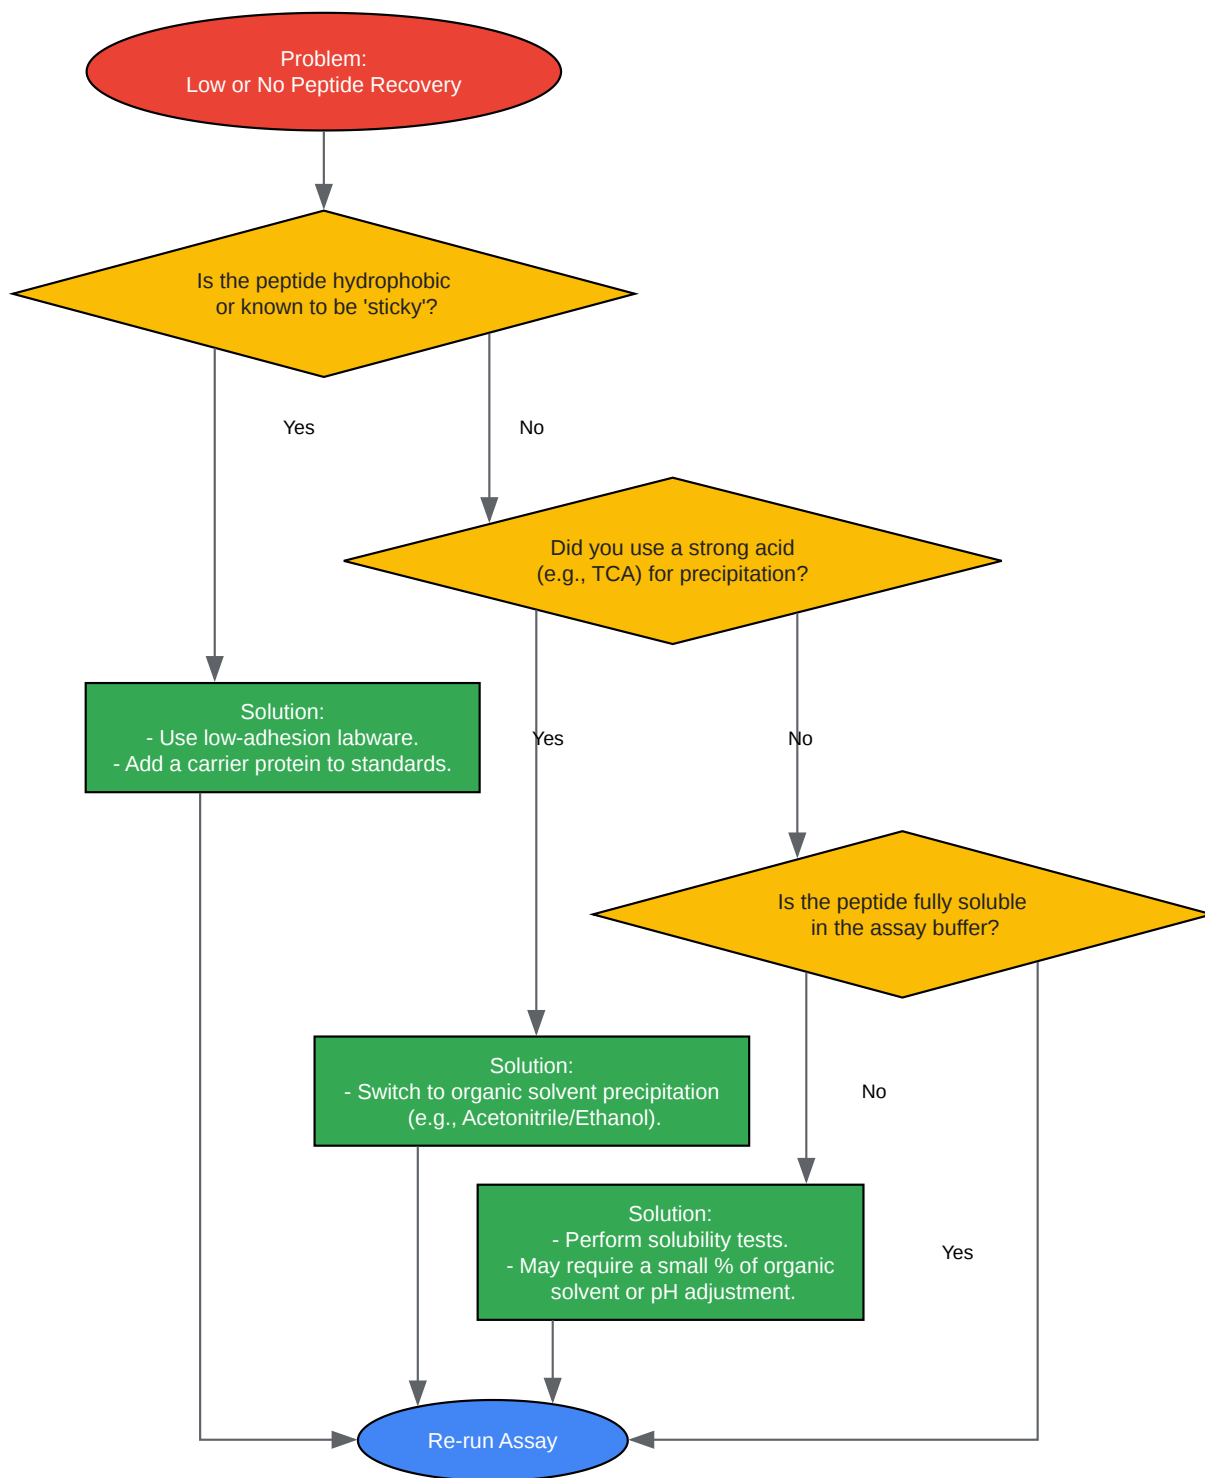 Problem:
Low or No Peptide Recovery
Is the peptide hydrophobic
or known to be 'sticky'?
Yes
No
Did you use a strong acid
(e.g., TCA) for precipitation?
Solution:
- Use low-adhesion labware.
- Add a carrier protein to standards.
Yes
No
Is the peptide fully soluble
in the assay buffer?
Solution:
- Switch to organic solvent precipitation
(e.g., Acetonitrile/Ethanol).
No
Solution:
- Perform solubility tests.
- May require a small % of organic
solvent or pH adjustment.
Yes
Re-run Assay